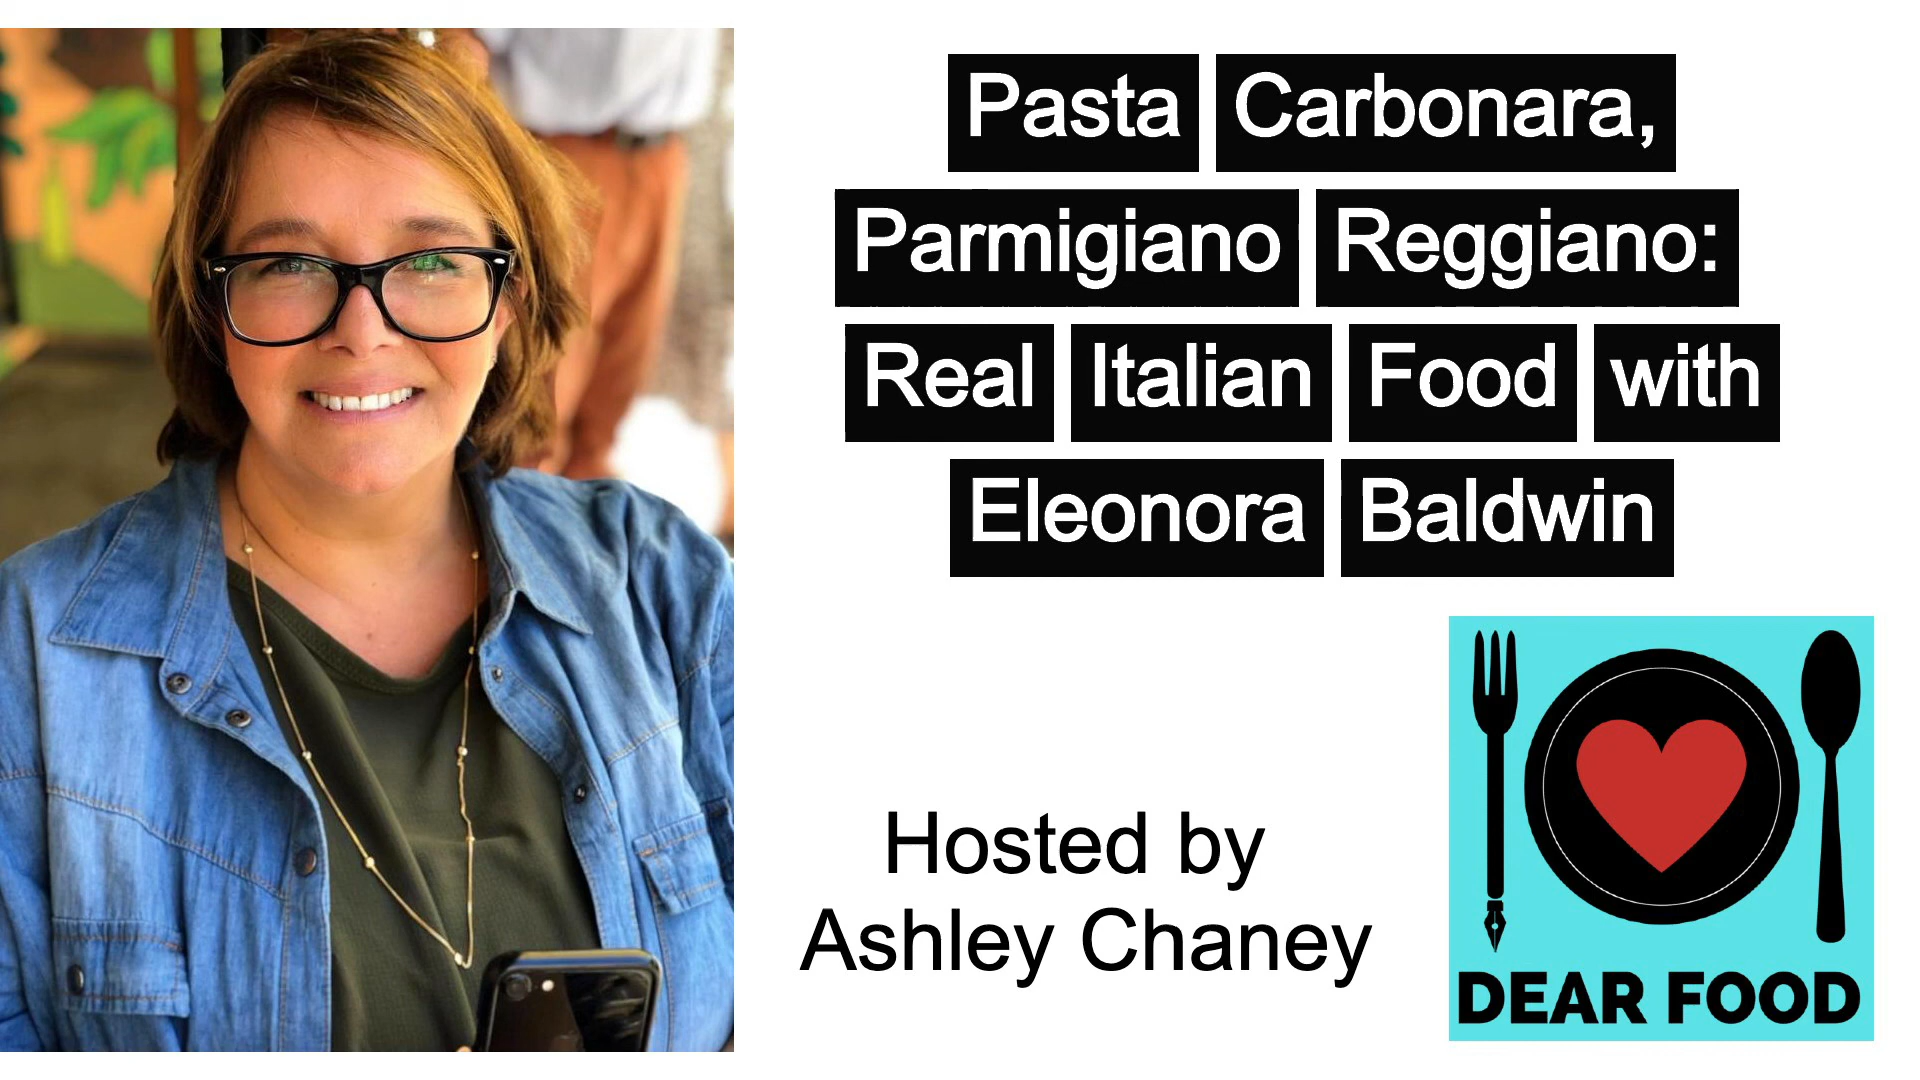 Pasta Carbonara,
Parmigiano Reggiano:
Real Italian Food with
Eleonora Baldwin
Hosted by
Ashley Chaney
DEAR FOOD